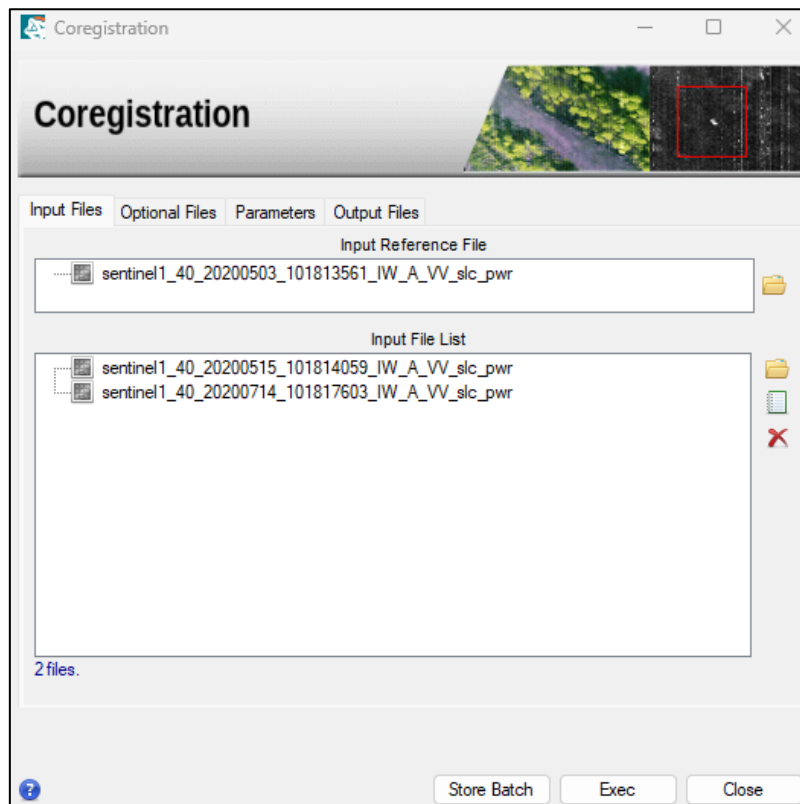 Coregistration
Coregistration
Input Files Optional Files Parameters Output Files
Input Reference File
sentinel1_40_20200503_101813561_IW_A_VV_slc_pwr
Input File List
sentinel1_40_20200515_101814059_IW_A_VV_slc_pwr
sentinel1_40_20200714_101817603_IW_A_VV_slc_pwr
2 files.
? Store Batch Exec Close